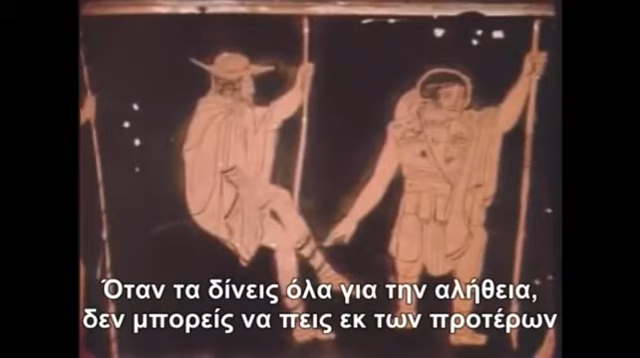 Όταν τα δίνεις όλα για την αλήθεια,
δεν μπορείς να πεις εκ των προτέρων